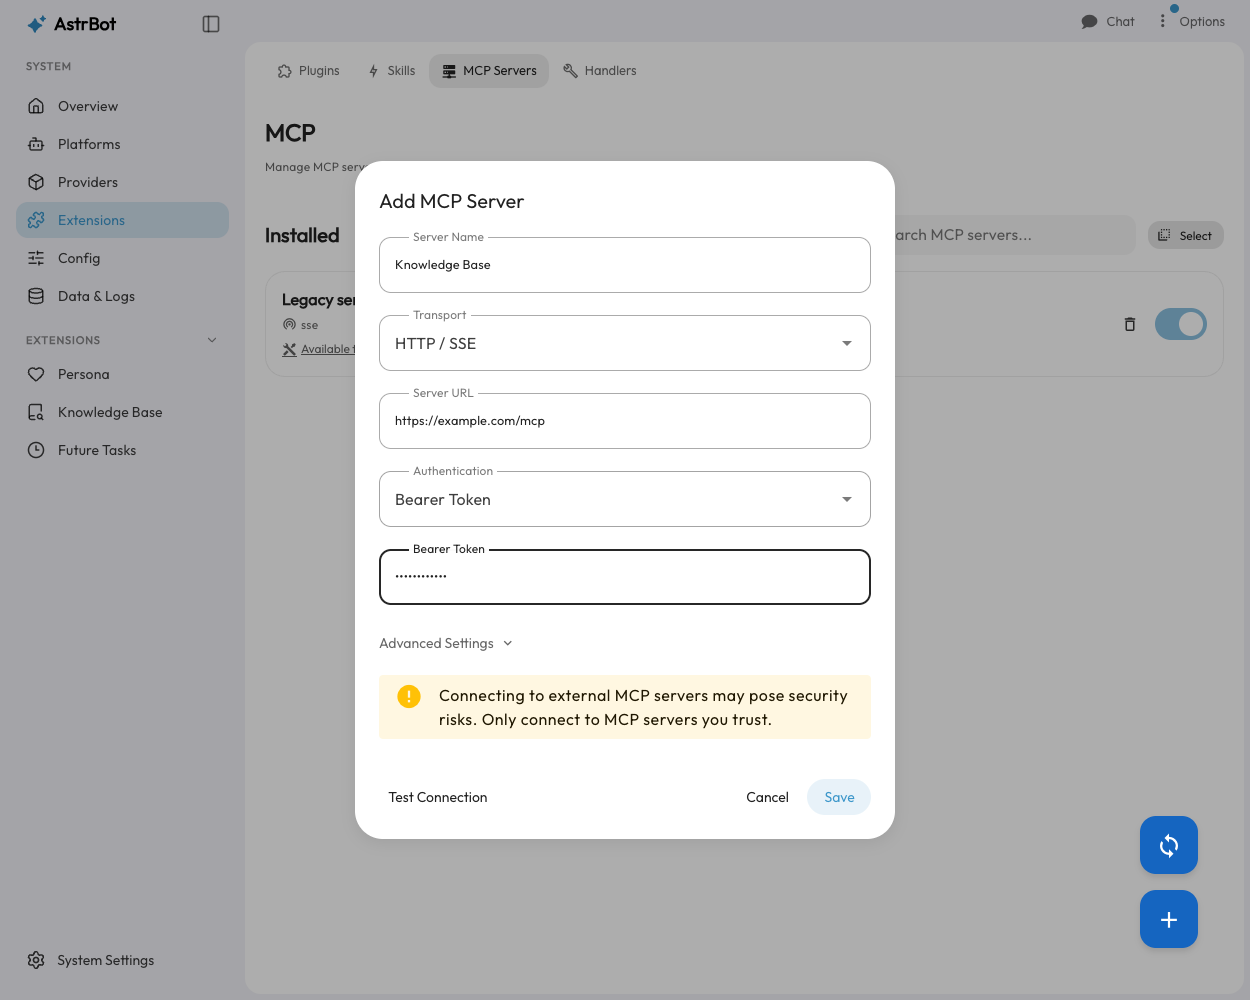 AstrBot
Chat
Options
SYSTEM
Overview
Platforms
Providers
Extensions
Config
Data & Logs
EXTENSIONS
Persona
Knowledge Base
Future Tasks
System Settings
Plugins
Skills
MCP Servers
Handlers
MCP
Manage MCP
Installed
MCP servers...
Select
Legacy
sse
Available
Add MCP Server
Server Name
Knowledge Base
Transport
HTTP / SSE
Server URL
https://example.com/mcp
Authentication
Bearer Token
Bearer Token
••••••••••••
Advanced Settings
Connecting to external MCP servers may pose security
risks. Only connect to MCP servers you trust.
Test Connection
Cancel
Save